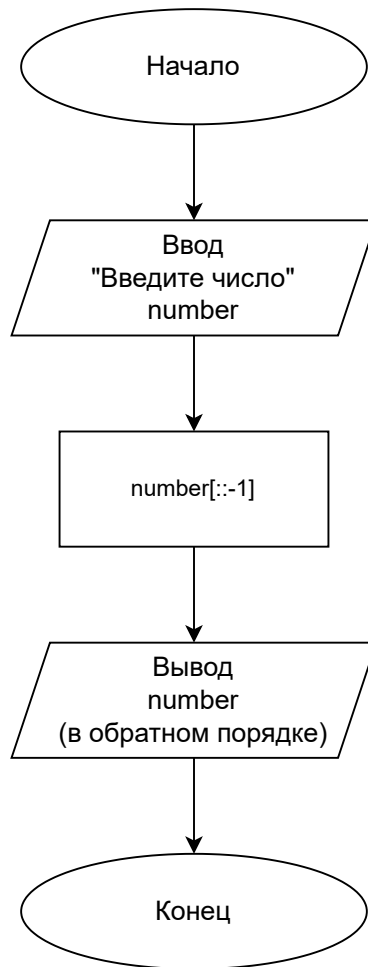 Начало
Ввод
"Введите число"
number
number[::-1]
Вывод
number
(в обратном порядке)
Конец